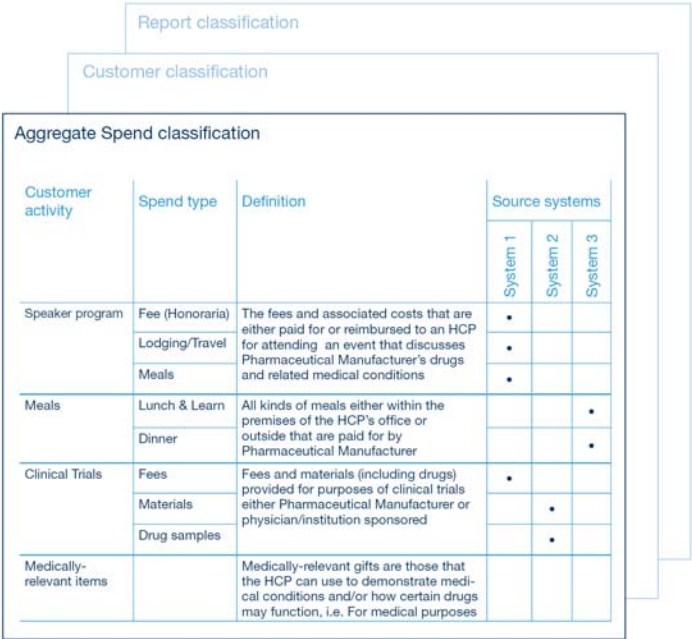 Report classification
Customer classification
Aggregate Spend classification
Customer
activity
Spend type
Definition
Source systems
System 1
System 2
System 3
Speaker program
Fee (Honoraria)
Lodging/Travel
Meals
The fees and associated costs that are
either paid for or reimbursed to an HCP
for attending an event that discusses
Pharmaceutical Manufacturer's drugs
and related medical conditions
Meals
Lunch & Learn
Dinner
All kinds of meals either within the
premises of the HCP's office or
outside that are paid for by
Pharmaceutical Manufacturer
Clinical Trials
Fees
Materials
Drug samples
Fees and materials (including drugs)
provided for purposes of clinical trials
either Pharmaceutical Manufacturer or
physician/institution sponsored
Medically-
relevant items
Medically-relevant gifts are those that
the HCP can use to demonstrate medi-
cal conditions and/or how certain drugs
may function, i.e. For medical purposes